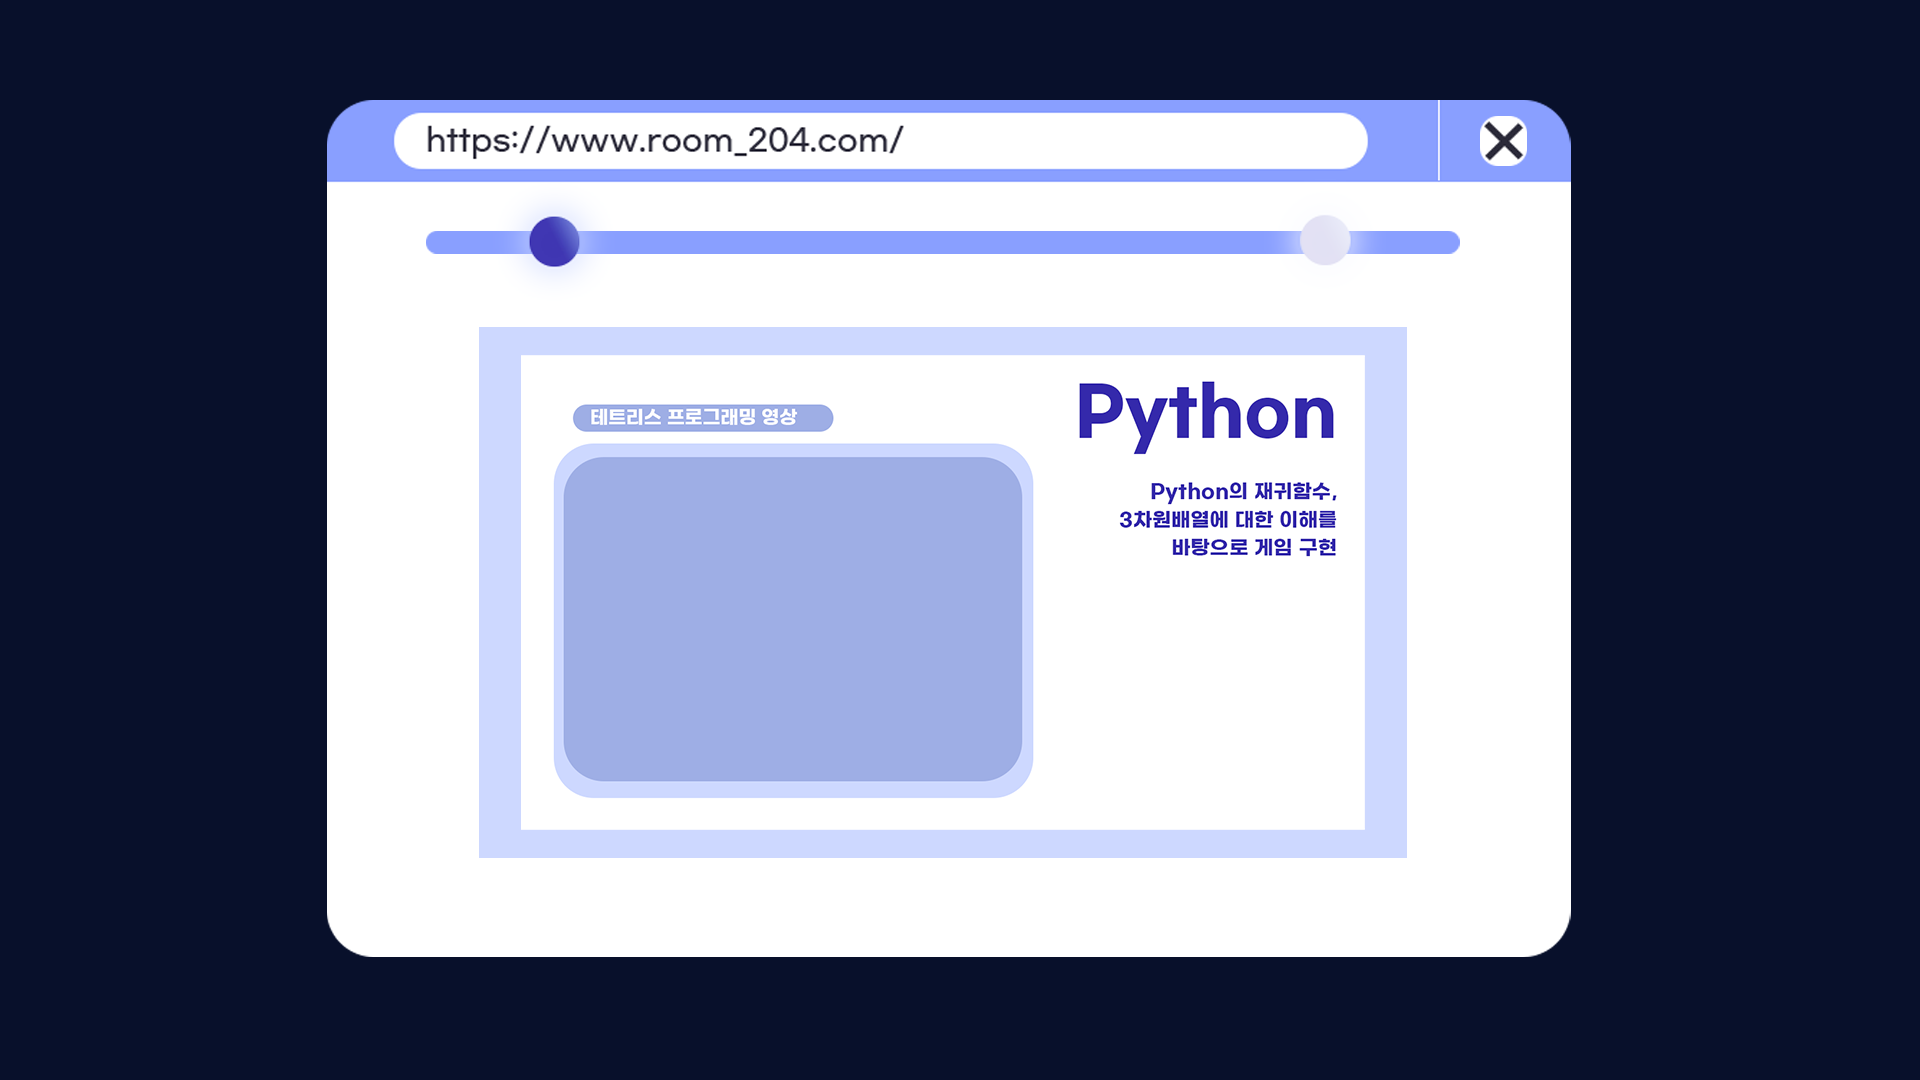 https://www.room_204.com/
테트리스 프로그래밍 영상
Python
Python의 재귀함수,
3차원배열에 대한 이해를
바탕으로 게임 구현